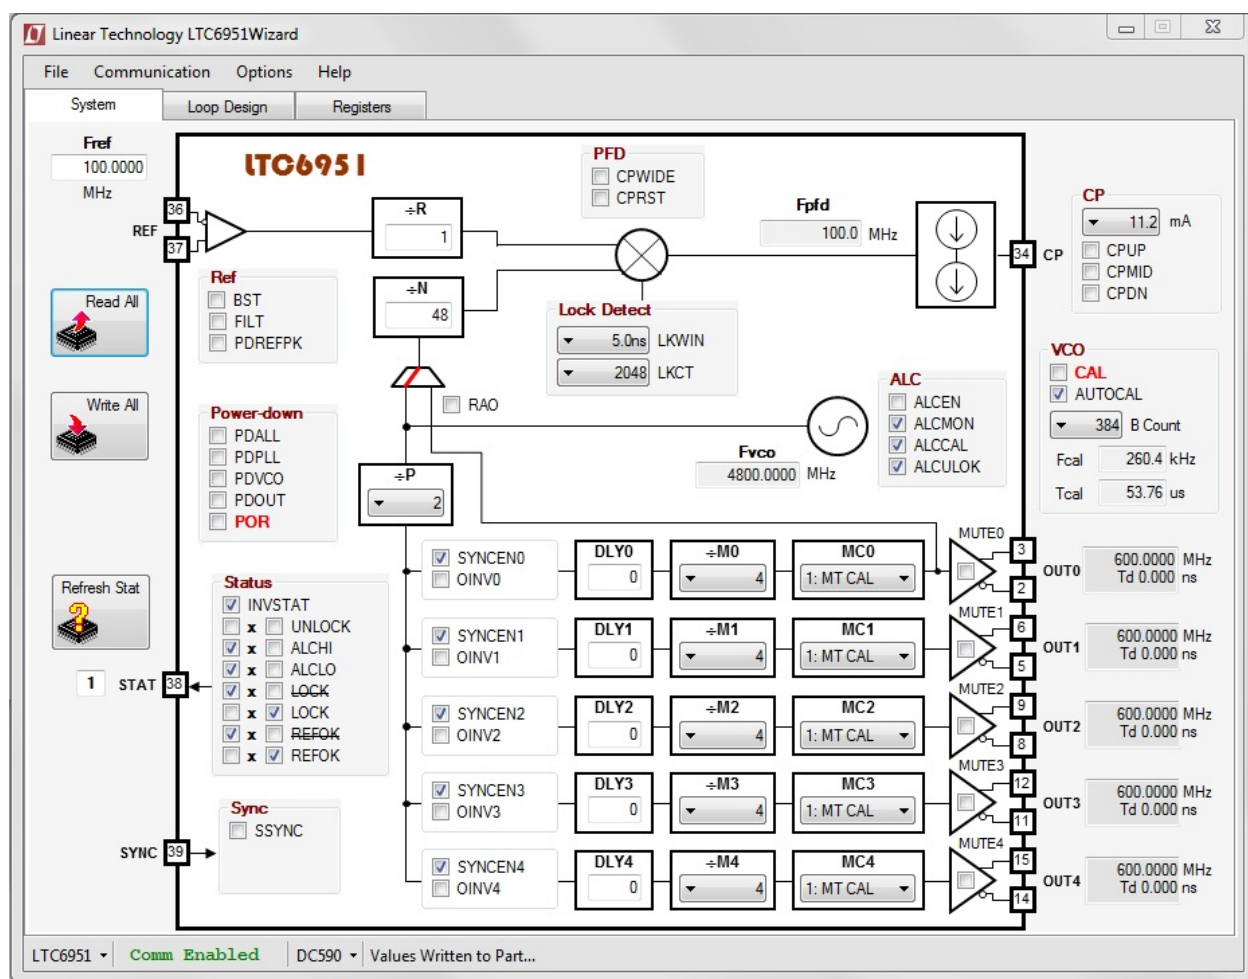 Linear Technology LTC6951Wizard
File Communication Options Help
System Loop Design Registers
Fref
100.0000
MHz
LTC6951
PFD
CPWIDE
CPRST
÷R
1
Fpfd
100.0 MHz
CP
11.2 mA
CPUP
CPMID
CPDN
36
REF
37
34 CP
Read All
Ref
BST
FILT
PDREFPK
÷N
48
Lock Detect
5.0ns LKWIN
2048 LKCT
VCO
CAL
AUTOCAL
384 B Count
Fcal 260.4 kHz
Tcal 53.76 us
Write All
Power-down
PDALL
PDPLL
PDVCO
PDOUT
POR
RAO
ALC
ALCEN
ALCMON
ALCCAL
ALCULOK
Fvco
4800.0000 MHz
÷P
2
Refresh Stat
Status
INVSTAT
x UNLOCK
x ALCHI
x ALCLO
x LOCK
x LOCK
x REFOK
x REFOK
1 STAT 38
SYNCEN0
OINV0
DLY0
0
÷M0
4
MC0
1: MT CAL
MUTE0
3
2
OUT0
600.0000 MHz
Td 0.000 ns
SYNCEN1
OINV1
DLY1
0
÷M1
4
MC1
1: MT CAL
MUTE1
6
5
OUT1
600.0000 MHz
Td 0.000 ns
SYNCEN2
OINV2
DLY2
0
÷M2
4
MC2
1: MT CAL
MUTE2
9
8
OUT2
600.0000 MHz
Td 0.000 ns
Sync
SSYNC
SYNC 39
SYNCEN3
OINV3
DLY3
0
÷M3
4
MC3
1: MT CAL
MUTE3
12
11
OUT3
600.0000 MHz
Td 0.000 ns
SYNCEN4
OINV4
DLY4
0
÷M4
4
MC4
1: MT CAL
MUTE4
15
14
OUT4
600.0000 MHz
Td 0.000 ns
LTC6951 Comm Enabled DC590 Values Written to Part...